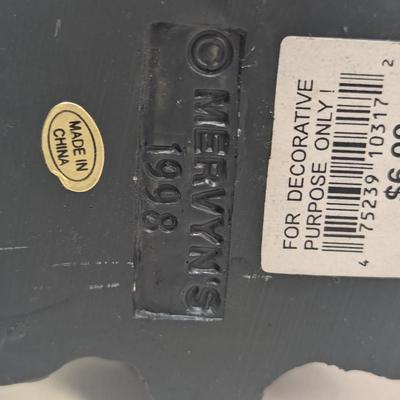 MADE IN
CHINA
© MERVYN'S
1998
FOR DECORATIVE
PURPOSE ONLY !
4 75239 10317 2